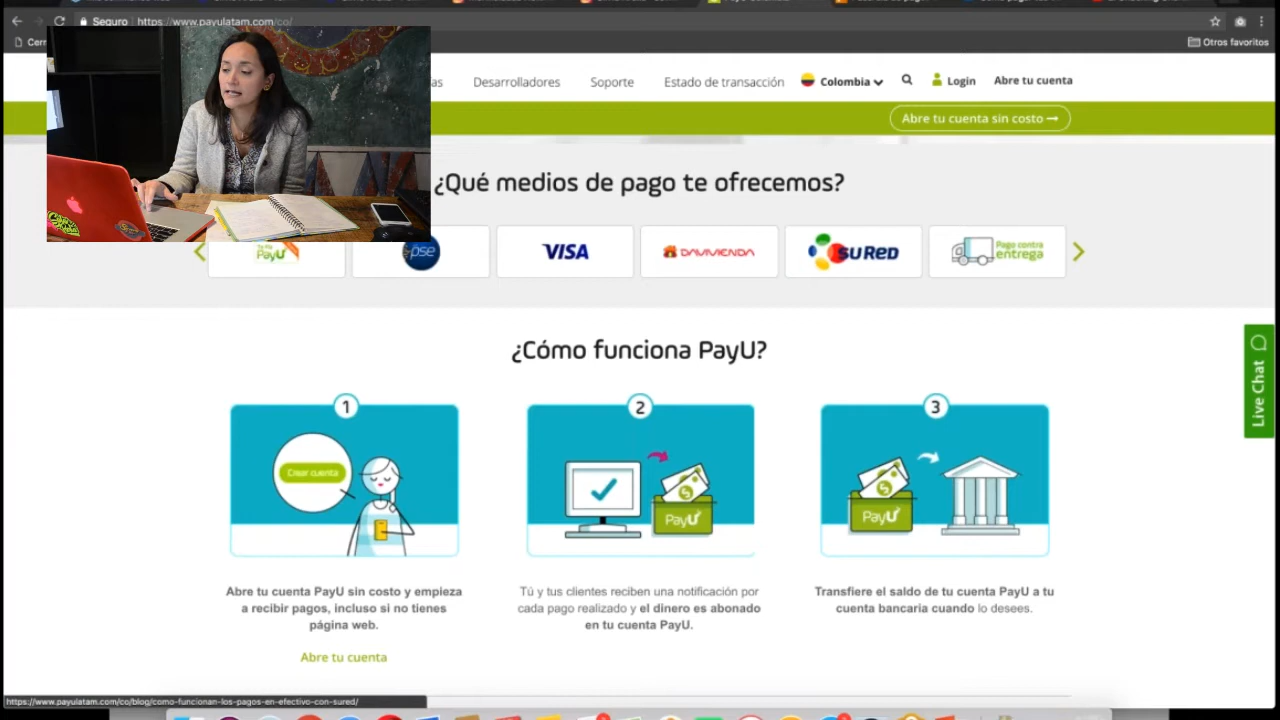 Seguro
https://www.payulatam.com/co/
Cerr
Otros favoritos
as
Desarrolladores
Soporte
Estado de transacción
Colombia
Login
Abre tu cuenta
Abre tu cuenta sin costo →
¿Qué medios de pago te ofrecemos?
PayU
pse
VISA
DAVIVIENDA
SURED
Pago contra
entrega
¿Cómo funciona PayU?
1
2
3
Crear cuenta
PayU
PayU
Live Chat
Abre tu cuenta PayU sin costo y empieza
a recibir pagos, incluso si no tienes
página web.
Abre tu cuenta
Tú y tus clientes reciben una notificación por
cada pago realizado y el dinero es abonado
en tu cuenta PayU.
Transfiere el saldo de tu cuenta PayU a tu
cuenta bancaria cuando lo desees.
https://www.payulatam.com/co/blog/como-funcionan-los-pagos-en-efectivo-con-sured/